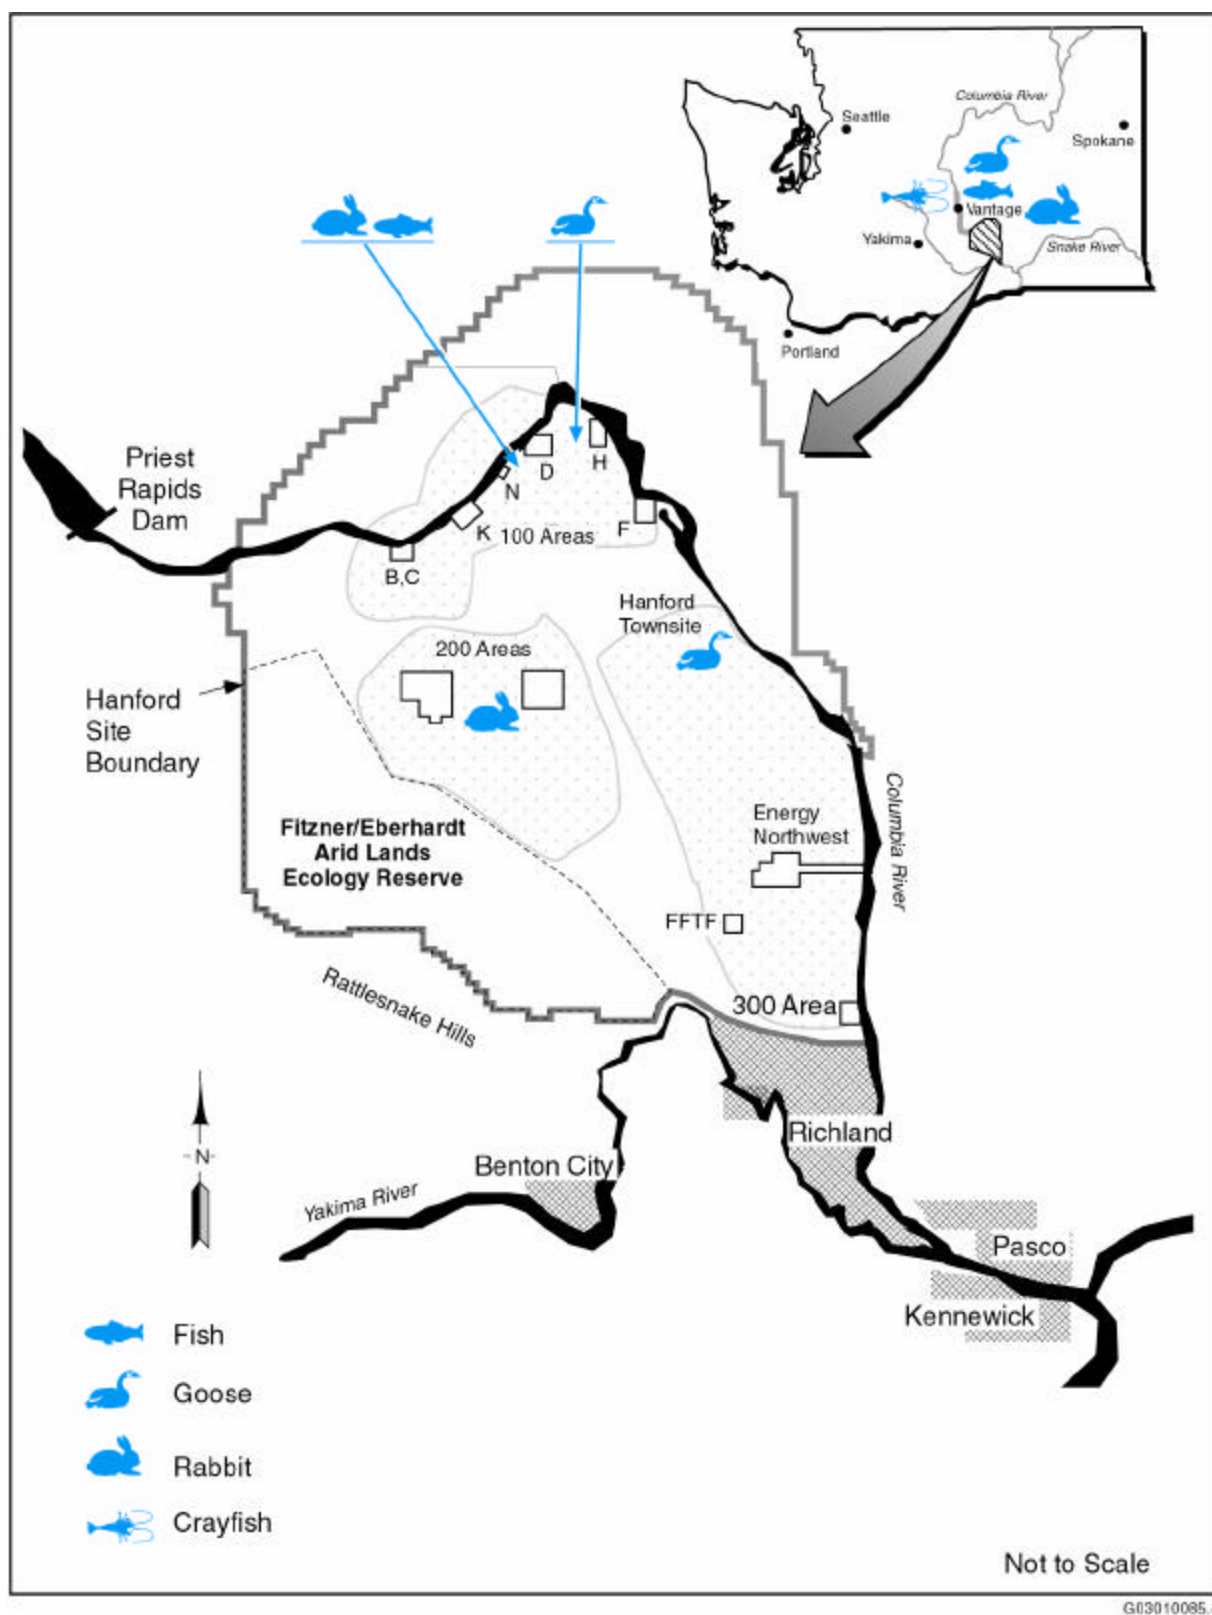 Columbia River
Seattle
Spokane
Vantage
Yakima
Snake River
Portland
Priest
Rapids
Dam
D
H
N
K
F
100 Areas
B,C
Hanford
Townsite
200 Areas
Hanford
Site
Boundary
Energy
Northwest
Columbia River
Fitzner/Eberhardt
Arid Lands
Ecology Reserve
FFTF
300 Area
Rattlesnake Hills
N
Richland
Benton City
Yakima River
Pasco
Kennewick
Fish
Goose
Rabbit
Crayfish
Not to Scale
G03010085.